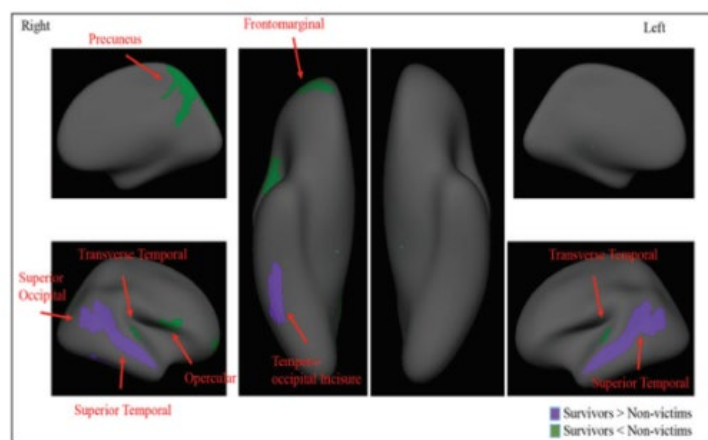 Right
Frontomarginal
Left
Precuneus
Transverse Temporal
Superior
Occipital
Opercular
Superior Temporal
occipital Incisure
Transverse Temporal
Superior Temporal
Survivors > Non-victims
Survivors < Non-victims